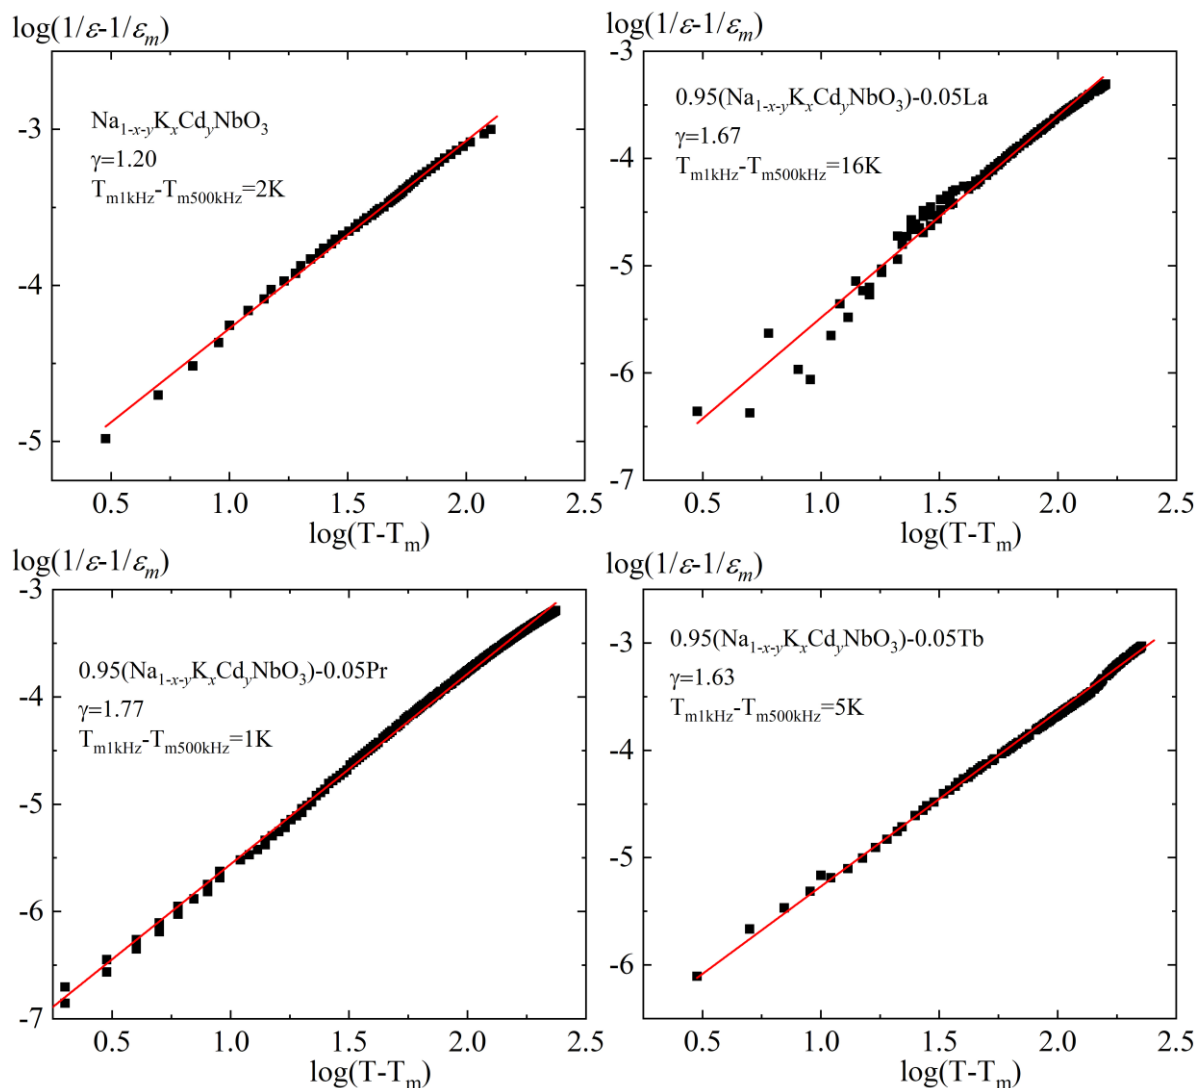 log(1/ε-1/εm)
-3
-4
-5
Na1-x-yKxCdyNbO3
γ=1.20
Tm1kHz-Tm500kHz=2K
0.5 1.0 1.5 2.0 2.5
log(T-Tm)
log(1/ε-1/εm)
-3
-4
-5
-6
-7
0.95(Na1-x-yKxCdyNbO3)-0.05La
γ=1.67
Tm1kHz-Tm500kHz=16K
0.5 1.0 1.5 2.0 2.5
log(T-Tm)
log(1/ε-1/εm)
-3
-4
-5
-6
-7
0.95(Na1-x-yKxCdyNbO3)-0.05Pr
γ=1.77
Tm1kHz-Tm500kHz=1K
0.5 1.0 1.5 2.0 2.5
log(T-Tm)
log(1/ε-1/εm)
-3
-4
-5
-6
0.95(Na1-x-yKxCdyNbO3)-0.05Tb
γ=1.63
Tm1kHz-Tm500kHz=5K
0.5 1.0 1.5 2.0 2.5
log(T-Tm)